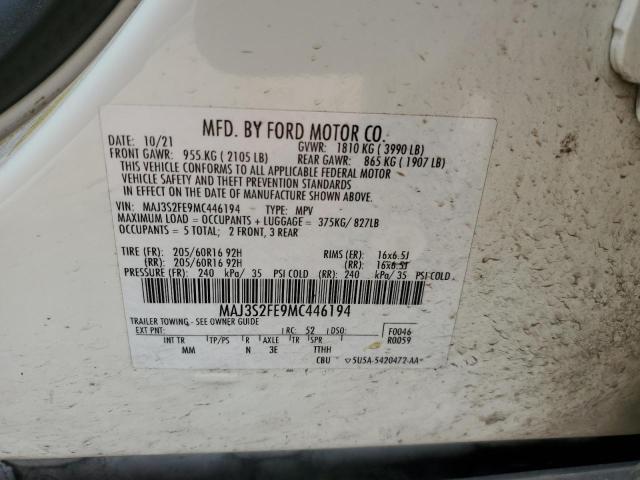 MFD. BY FORD MOTOR CO.
DATE: 10/21 GVWR: 1810 KG ( 3990 LB)
FRONT GAWR: 955 KG ( 2105 LB) REAR GAWR: 865 KG ( 1907 LB)
THIS VEHICLE CONFORMS TO ALL APPLICABLE FEDERAL MOTOR
VEHICLE SAFETY AND THEFT PREVENTION STANDARDS IN
EFFECT ON THE DATE OF MANUFACTURE SHOWN ABOVE.
VIN: MAJ3S2FE9MC446194 TYPE: MPV
MAXIMUM LOAD = OCCUPANTS + LUGGAGE = 375KG/ 827LB
OCCUPANTS = 5 TOTAL; 2 FRONT, 3 REAR
TIRE (FR): 205/60R16 92H RIMS (FR): 16x6.5J
(RR): 205/60R16 92H (RR): 16x6.5J
PRESSURE (FR): 240 kPa/ 35 PSI COLD (RR): 240 kPa/ 35 PSI COLD
MAJ3S2FE9MC446194
TRAILER TOWING - SEE OWNER GUIDE
EXT PNT: RC: 52 DSO: F0046
R0059
INT TR TP/PS R AXLE TR SPR
MM N 3E TTHH
CBU 5U5A-5420472-AA